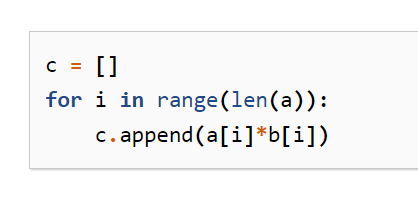 c = []
for i in range(len(a)):
    c.append(a[i]*b[i])